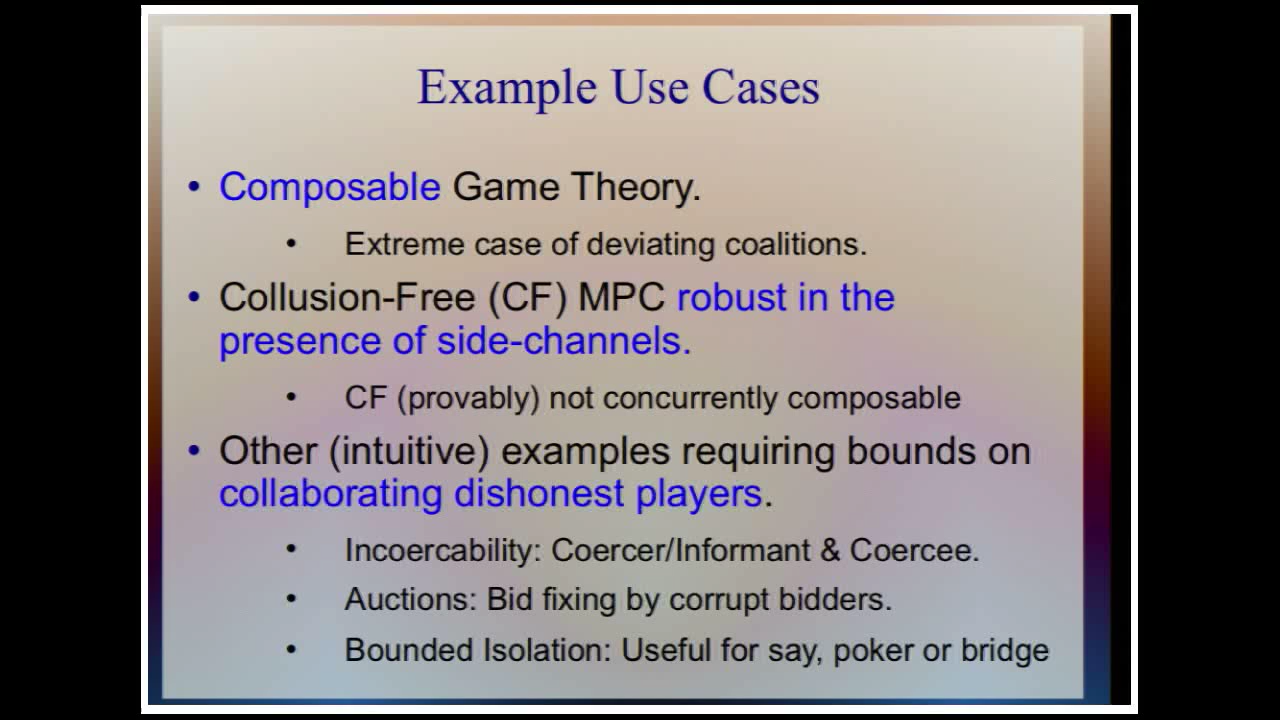 Example Use Cases
• Composable Game Theory.
• Extreme case of deviating coalitions.
• Collusion-Free (CF) MPC robust in the
presence of side-channels.
• CF (provably) not concurrently composable
• Other (intuitive) examples requiring bounds on
collaborating dishonest players.
• Incoercability: Coercer/Informant & Coercee.
• Auctions: Bid fixing by corrupt bidders.
• Bounded Isolation: Useful for say, poker or bridge